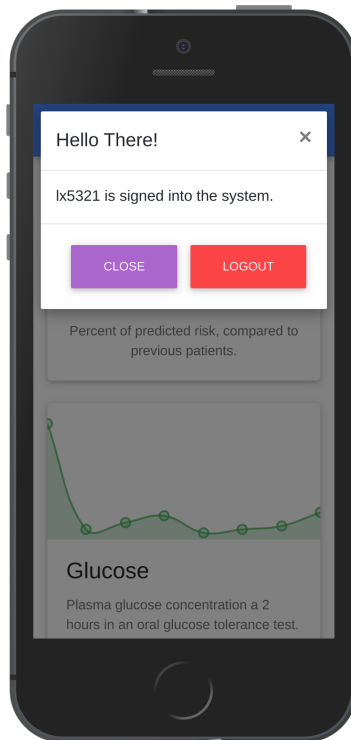 Hello There!
×
lx5321 is signed into the system.
CLOSE
LOGOUT
Percent of predicted risk, compared to
previous patients.
Glucose
Plasma glucose concentration a 2
hours in an oral glucose tolerance test.